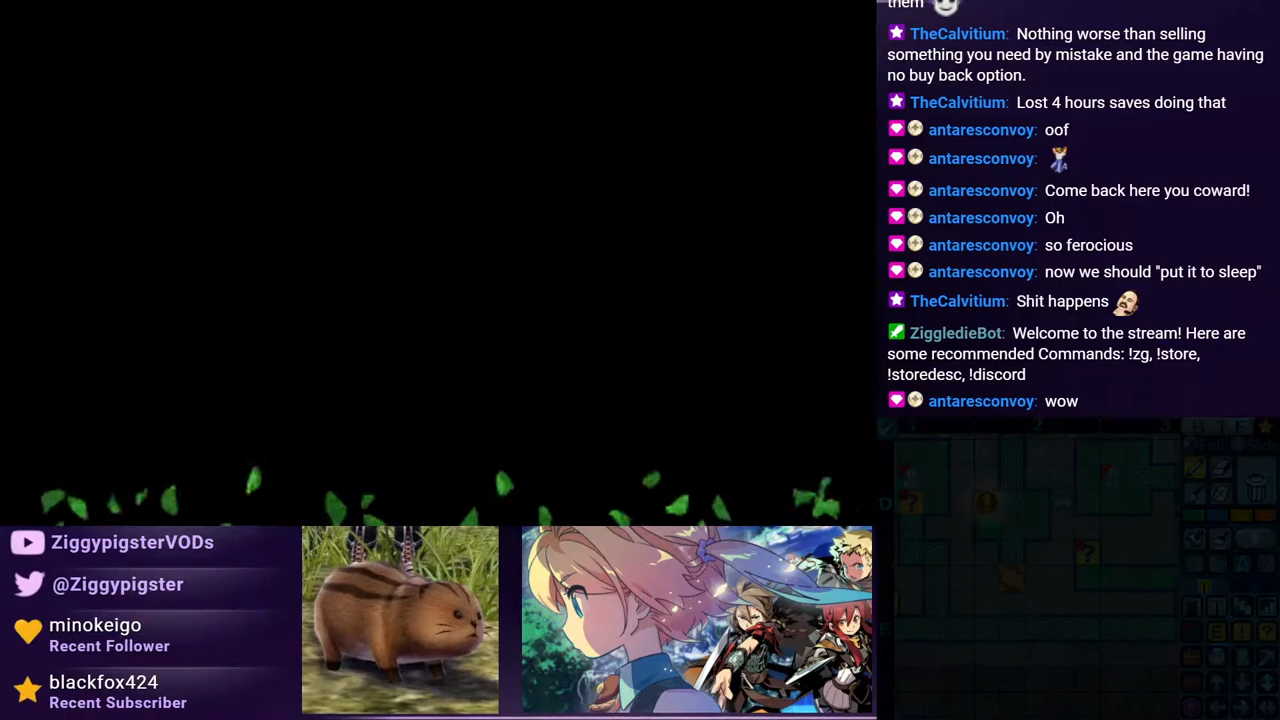 them
TheCalvitium: Nothing worse than selling
something you need by mistake and the game having
no buy back option.
TheCalvitium: Lost 4 hours saves doing that
antaresconvoy: oof
antaresconvoy:
antaresconvoy: Come back here you coward!
antaresconvoy: Oh
antaresconvoy: so ferocious
antaresconvoy: now we should "put it to sleep"
TheCalvitium: Shit happens
ZiggledieBot: Welcome to the stream! Here are
some recommended Commands: !zg, !store,
!storedesc, !discord
antaresconvoy: wow
ZiggypigsterVODs
@Ziggypigster
minokeigo
Recent Follower
blackfox424
Recent Subscriber